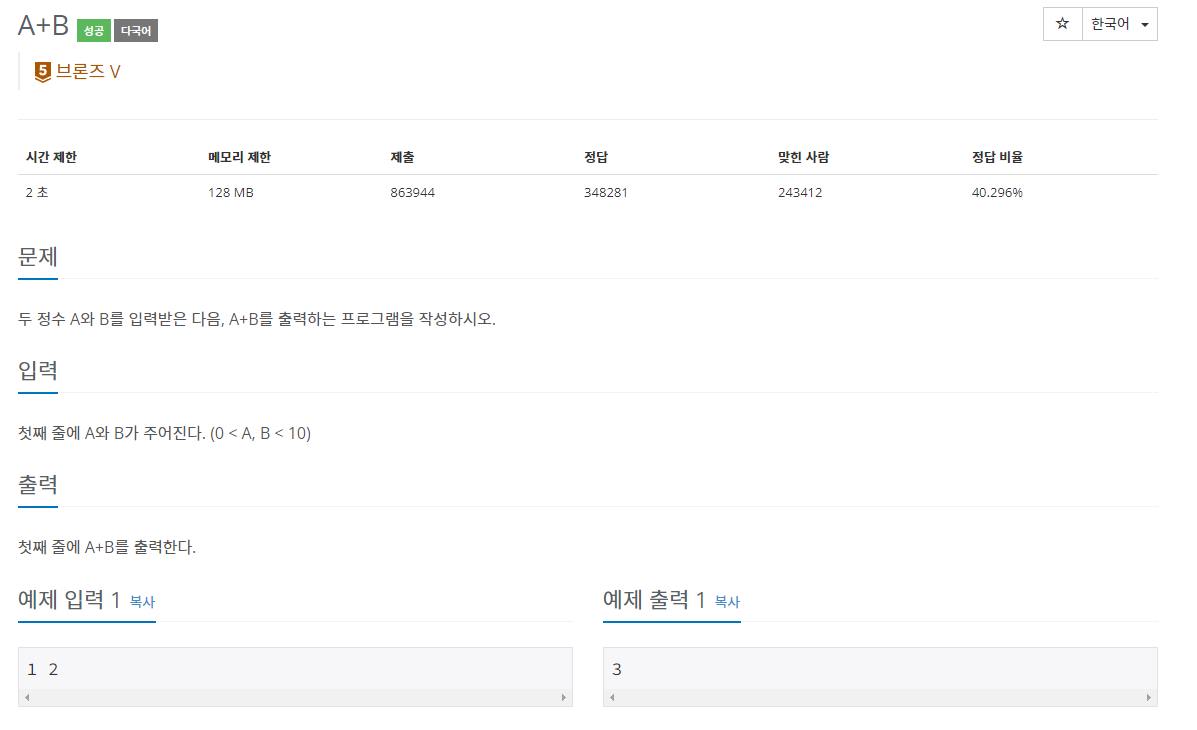 A+B 성공 다국어 ☆ 한국어
5 브론즈 V
시간 제한 메모리 제한 제출 정답 맞힌 사람 정답 비율
2 초 128 MB 863944 348281 243412 40.296%
문제
두 정수 A와 B를 입력받은 다음, A+B를 출력하는 프로그램을 작성하시오.
입력
첫째 줄에 A와 B가 주어진다. (0 < A, B < 10)
출력
첫째 줄에 A+B를 출력한다.
예제 입력 1 복사 예제 출력 1 복사
1 2 3